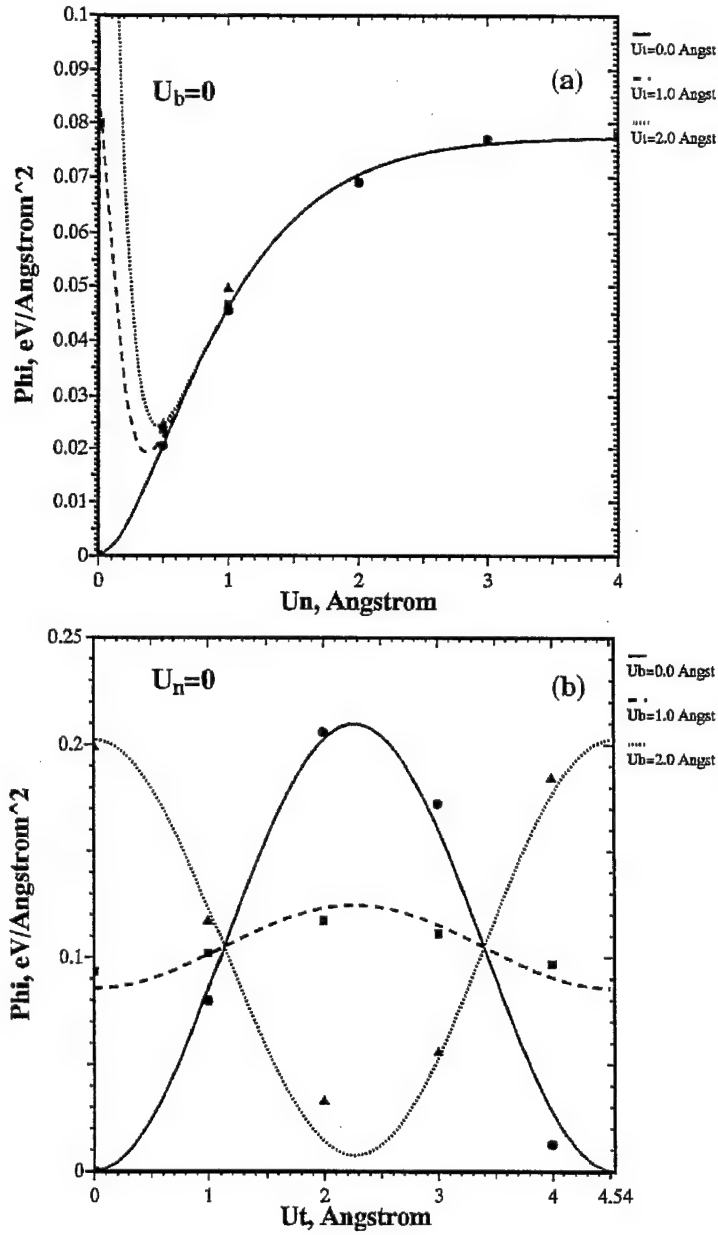 0.1
0.09
0.08
0.07
0.06
0.05
0.04
0.03
0.02
0.01
0
Phi, eV/Angstrom^2
U_b=0
(a)
Ut=0.0 Angst
Ut=1.0 Angst
Ut=2.0 Angst
0 1 2 3 4
Un, Angstrom
0.25
0.2
0.1
0
Phi, eV/Angstrom^2
U_n=0
(b)
Ub=0.0 Angst
Ub=1.0 Angst
Ub=2.0 Angst
0 1 2 3 4 4.54
Ut, Angstrom